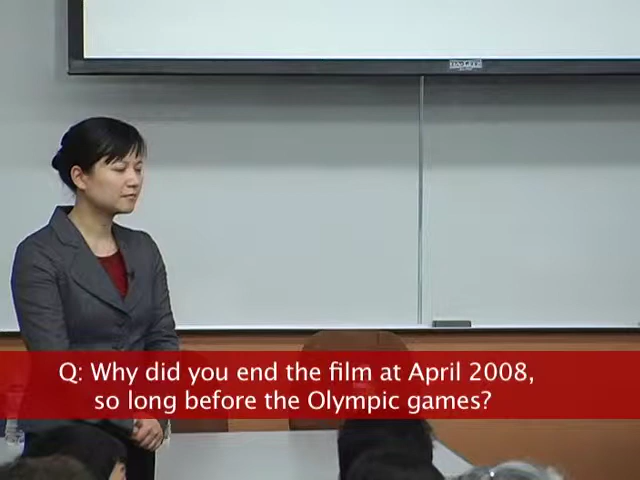 Q: Why did you end the film at April 2008,
so long before the Olympic games?